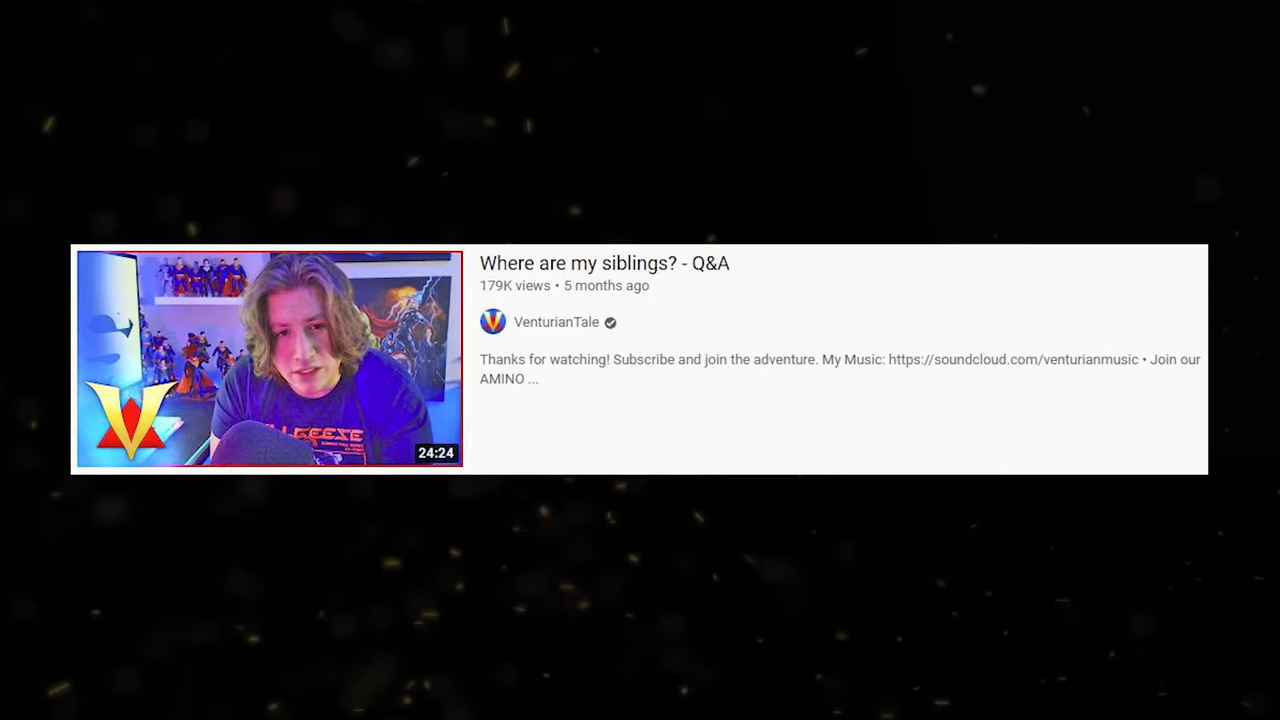 Where are my siblings? - Q&A
179K views • 5 months ago
VenturianTale
Thanks for watching! Subscribe and join the adventure. My Music: https://soundcloud.com/venturianmusic • Join our
AMINO ...
V
24:24